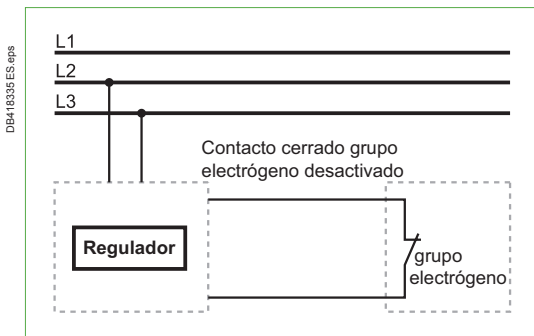 DB418335 ES.eps
L1
L2
L3
Contacto cerrado grupo
electrógeno desactivado
Regulador
grupo
electrógeno